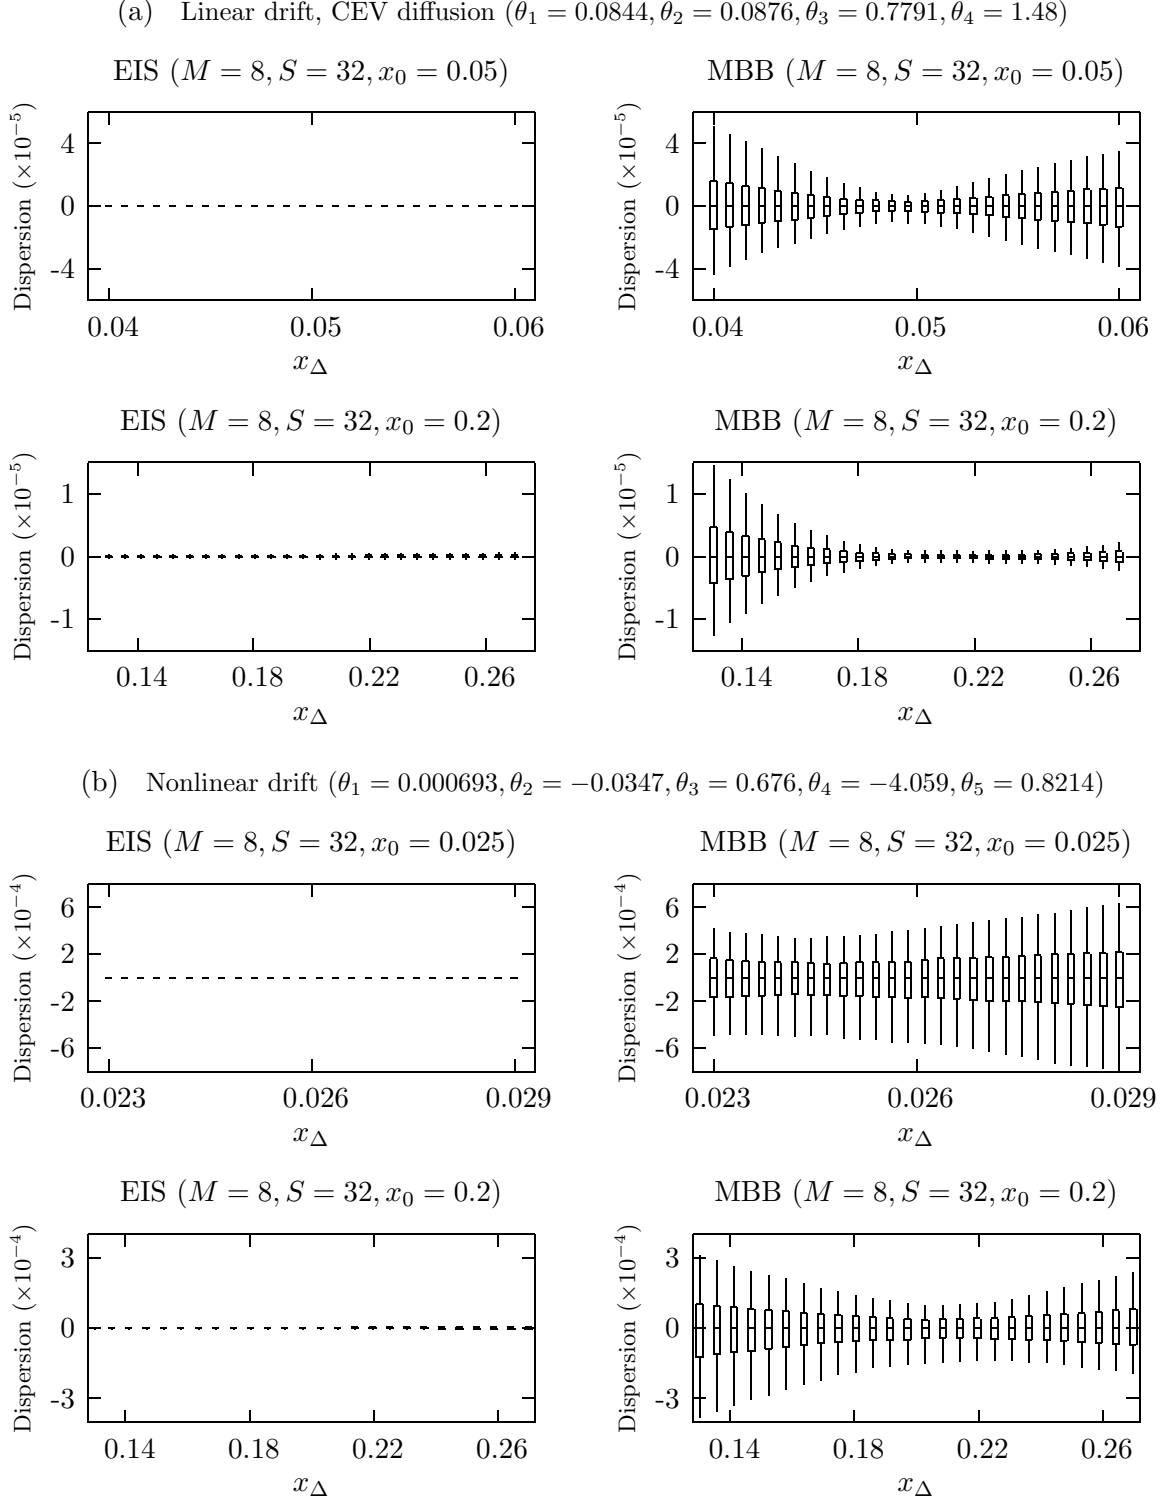 (a) Linear drift, CEV diffusion (θ₁ = 0.0844, θ₂ = 0.0876, θ₃ = 0.7791, θ₄ = 1.48)
EIS (M = 8, S = 32, x₀ = 0.05)
Dispersion (×10⁻⁵)
4
0
-4
0.04 0.05 0.06
x_Δ
MBB (M = 8, S = 32, x₀ = 0.05)
Dispersion (×10⁻⁵)
4
0
-4
0.04 0.05 0.06
x_Δ
EIS (M = 8, S = 32, x₀ = 0.2)
Dispersion (×10⁻⁵)
1
0
-1
0.14 0.18 0.22 0.26
x_Δ
MBB (M = 8, S = 32, x₀ = 0.2)
Dispersion (×10⁻⁵)
1
0
-1
0.14 0.18 0.22 0.26
x_Δ
(b) Nonlinear drift (θ₁ = 0.000693, θ₂ = −0.0347, θ₃ = 0.676, θ₄ = −4.059, θ₅ = 0.8214)
EIS (M = 8, S = 32, x₀ = 0.025)
Dispersion (×10⁻⁴)
6
2
-2
-6
0.023 0.026 0.029
x_Δ
MBB (M = 8, S = 32, x₀ = 0.025)
Dispersion (×10⁻⁴)
6
2
-2
-6
0.023 0.026 0.029
x_Δ
EIS (M = 8, S = 32, x₀ = 0.2)
Dispersion (×10⁻⁴)
3
0
-3
0.14 0.18 0.22 0.26
x_Δ
MBB (M = 8, S = 32, x₀ = 0.2)
Dispersion (×10⁻⁴)
3
0
-3
0.14 0.18 0.22 0.26
x_Δ